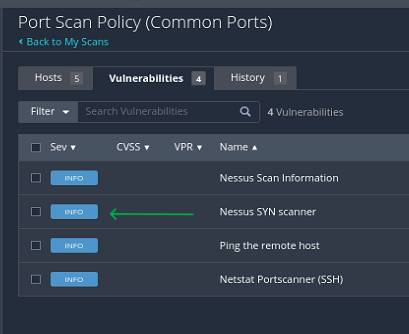 Port Scan Policy (Common Ports)
‹ Back to My Scans
Hosts 5 Vulnerabilities 4 History 1
Filter Search Vulnerabilities 4 Vulnerabilities
Sev CVSS VPR Name
INFO Nessus Scan Information
INFO Nessus SYN scanner
INFO Ping the remote host
INFO Netstat Portscanner (SSH)